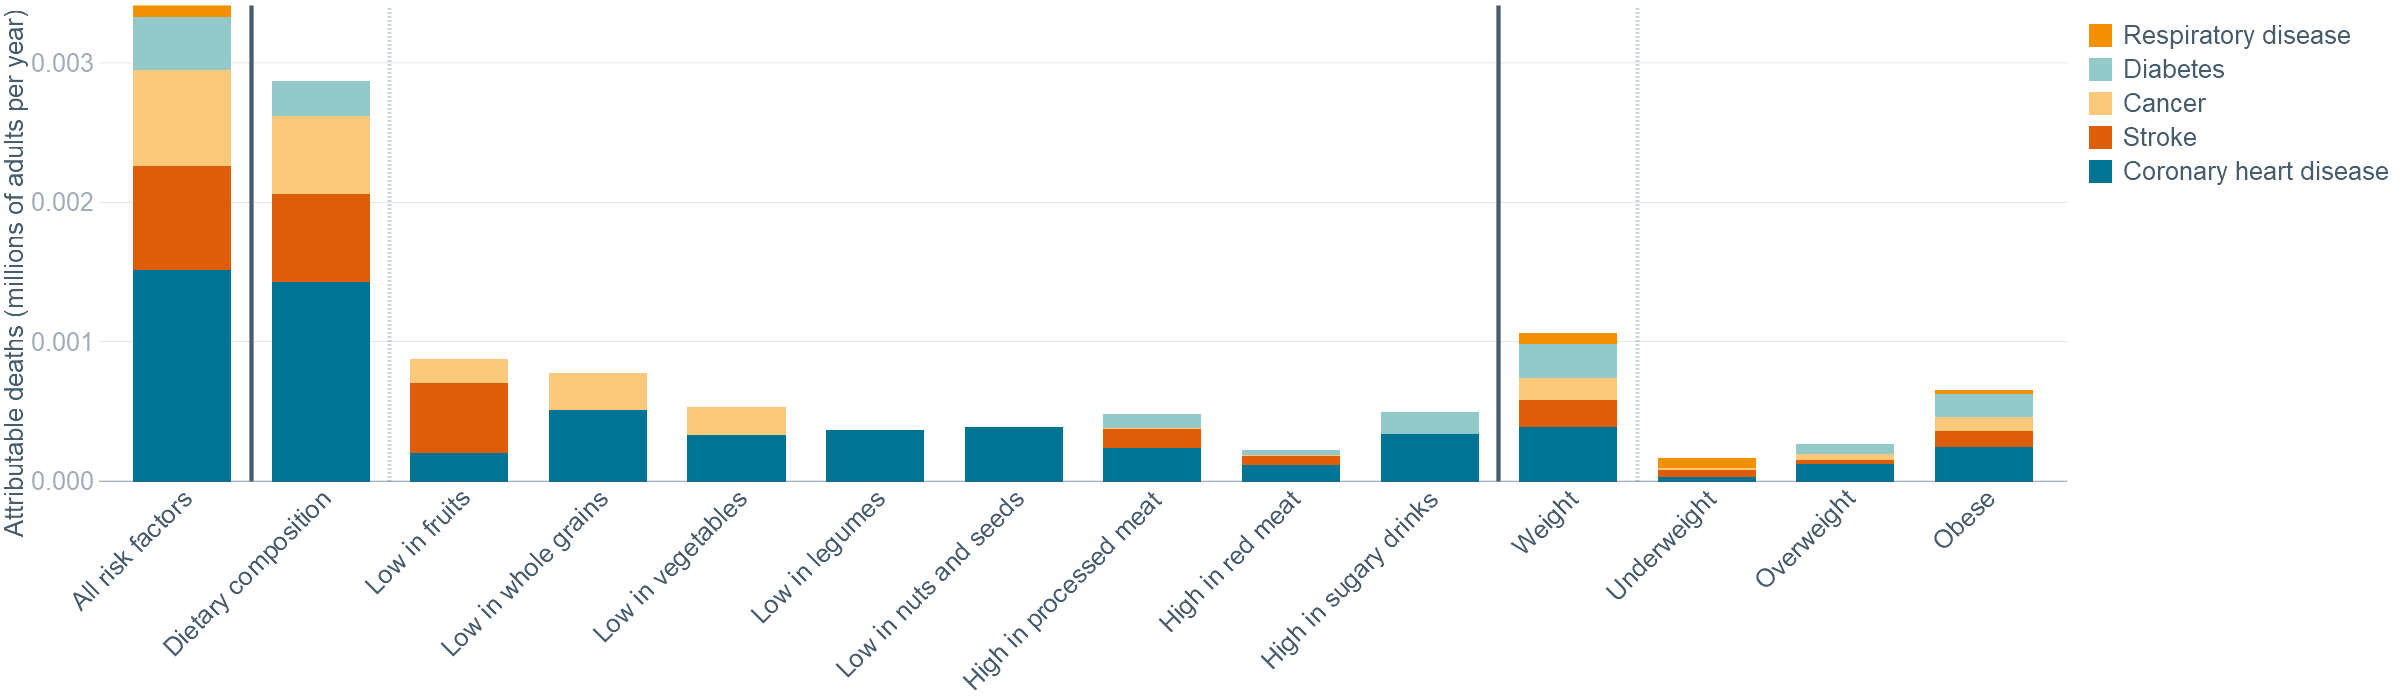 Attributable deaths (millions of adults per year)
0.003
0.002
0.001
0.000
All risk factors
Dietary composition
Low in fruits
Low in whole grains
Low in vegetables
Low in legumes
Low in nuts and seeds
High in processed meat
High in red meat
High in sugary drinks
Weight
Underweight
Overweight
Obese
Respiratory disease
Diabetes
Cancer
Stroke
Coronary heart disease